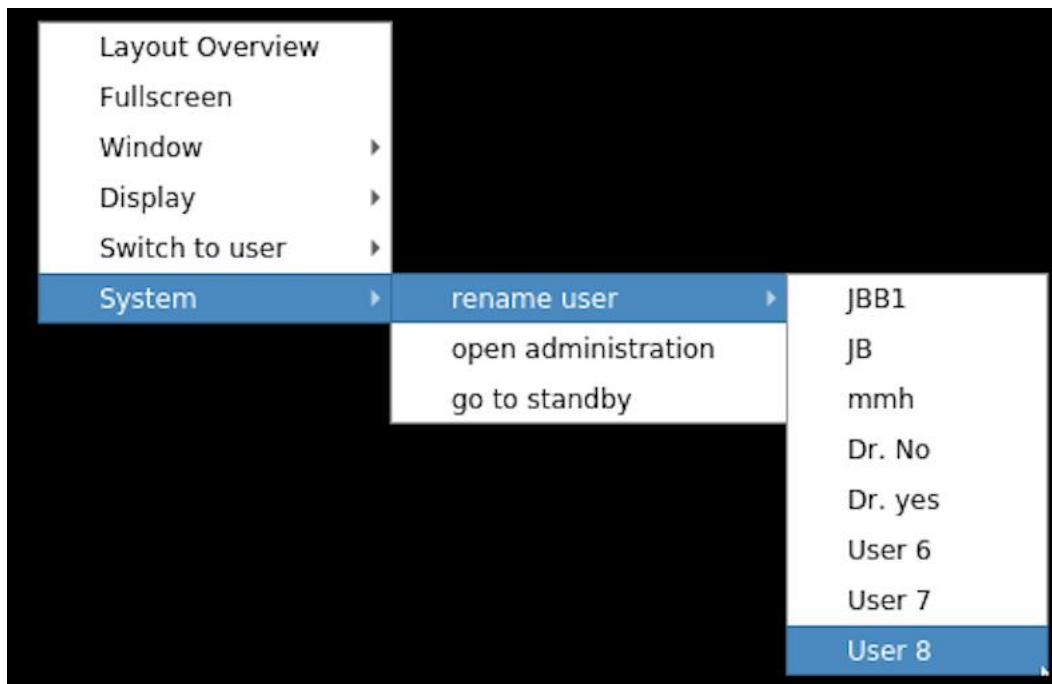 Layout Overview
Fullscreen
Window
Display
Switch to user
System
rename user
open administration
go to standby
JBB1
JB
mmh
Dr. No
Dr. yes
User 6
User 7
User 8